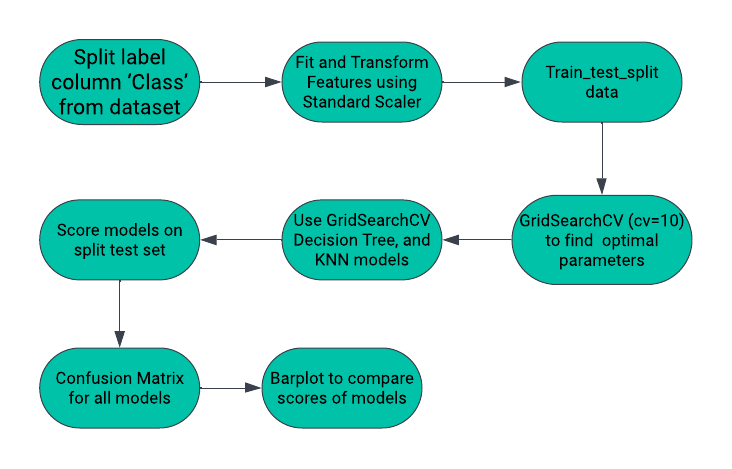 Split label
column ‘Class’
from dataset
Fit and Transform
Features using
Standard Scaler
Train_test_split
data
GridSearchCV (cv=10)
to find optimal
parameters
Use GridSearchCV
Decision Tree, and
KNN models
Score models on
split test set
Confusion Matrix
for all models
Barplot to compare
scores of models